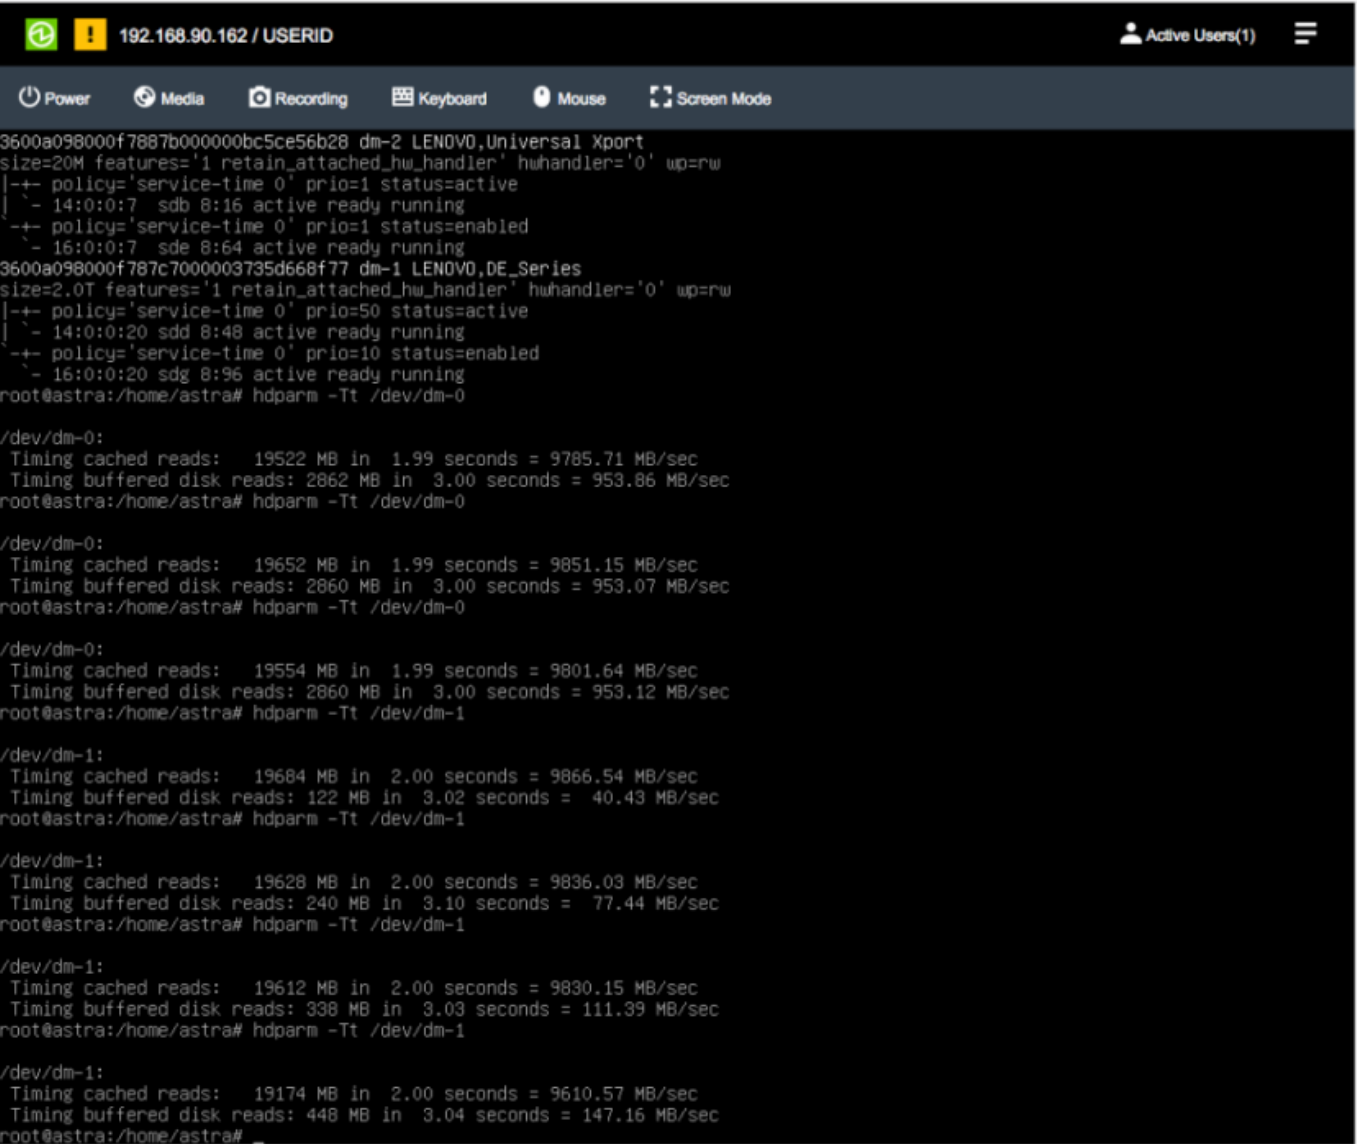 192.168.90.162 / USERID
Active Users(1)
Power Media Recording Keyboard Mouse Screen Mode
3600a098000f7887b000000bc5ce56b28 dm-2 LENOVO,Universal Xport
size=20M features='1 retain_attached_hw_handler' hwhandler='0' wp=rw
|-+- policy='service-time 0' prio=1 status=active
| `- 14:0:0:7  sdb 8:16 active ready running
`-+- policy='service-time 0' prio=1 status=enabled
  `- 16:0:0:7  sde 8:64 active ready running
3600a098000f787c7000003735d668f77 dm-1 LENOVO,DE_Series
size=2.0T features='1 retain_attached_hw_handler' hwhandler='0' wp=rw
|-+- policy='service-time 0' prio=50 status=active
| `- 14:0:0:20 sdd 8:48 active ready running
`-+- policy='service-time 0' prio=10 status=enabled
  `- 16:0:0:20 sdg 8:96 active ready running
root@astra:/home/astra# hdparm -Tt /dev/dm-0
/dev/dm-0:
 Timing cached reads:   19522 MB in  1.99 seconds = 9785.71 MB/sec
 Timing buffered disk reads: 2862 MB in  3.00 seconds = 953.86 MB/sec
root@astra:/home/astra# hdparm -Tt /dev/dm-0
/dev/dm-0:
 Timing cached reads:   19652 MB in  1.99 seconds = 9851.15 MB/sec
 Timing buffered disk reads: 2860 MB in  3.00 seconds = 953.07 MB/sec
root@astra:/home/astra# hdparm -Tt /dev/dm-0
/dev/dm-0:
 Timing cached reads:   19554 MB in  1.99 seconds = 9801.64 MB/sec
 Timing buffered disk reads: 2860 MB in  3.00 seconds = 953.12 MB/sec
root@astra:/home/astra# hdparm -Tt /dev/dm-1
/dev/dm-1:
 Timing cached reads:   19684 MB in  2.00 seconds = 9866.54 MB/sec
 Timing buffered disk reads: 122 MB in  3.02 seconds =  40.43 MB/sec
root@astra:/home/astra# hdparm -Tt /dev/dm-1
/dev/dm-1:
 Timing cached reads:   19628 MB in  2.00 seconds = 9836.03 MB/sec
 Timing buffered disk reads: 240 MB in  3.10 seconds =  77.44 MB/sec
root@astra:/home/astra# hdparm -Tt /dev/dm-1
/dev/dm-1:
 Timing cached reads:   19612 MB in  2.00 seconds = 9830.15 MB/sec
 Timing buffered disk reads: 338 MB in  3.03 seconds = 111.39 MB/sec
root@astra:/home/astra# hdparm -Tt /dev/dm-1
/dev/dm-1:
 Timing cached reads:   19174 MB in  2.00 seconds = 9610.57 MB/sec
 Timing buffered disk reads: 448 MB in  3.04 seconds = 147.16 MB/sec
root@astra:/home/astra# _